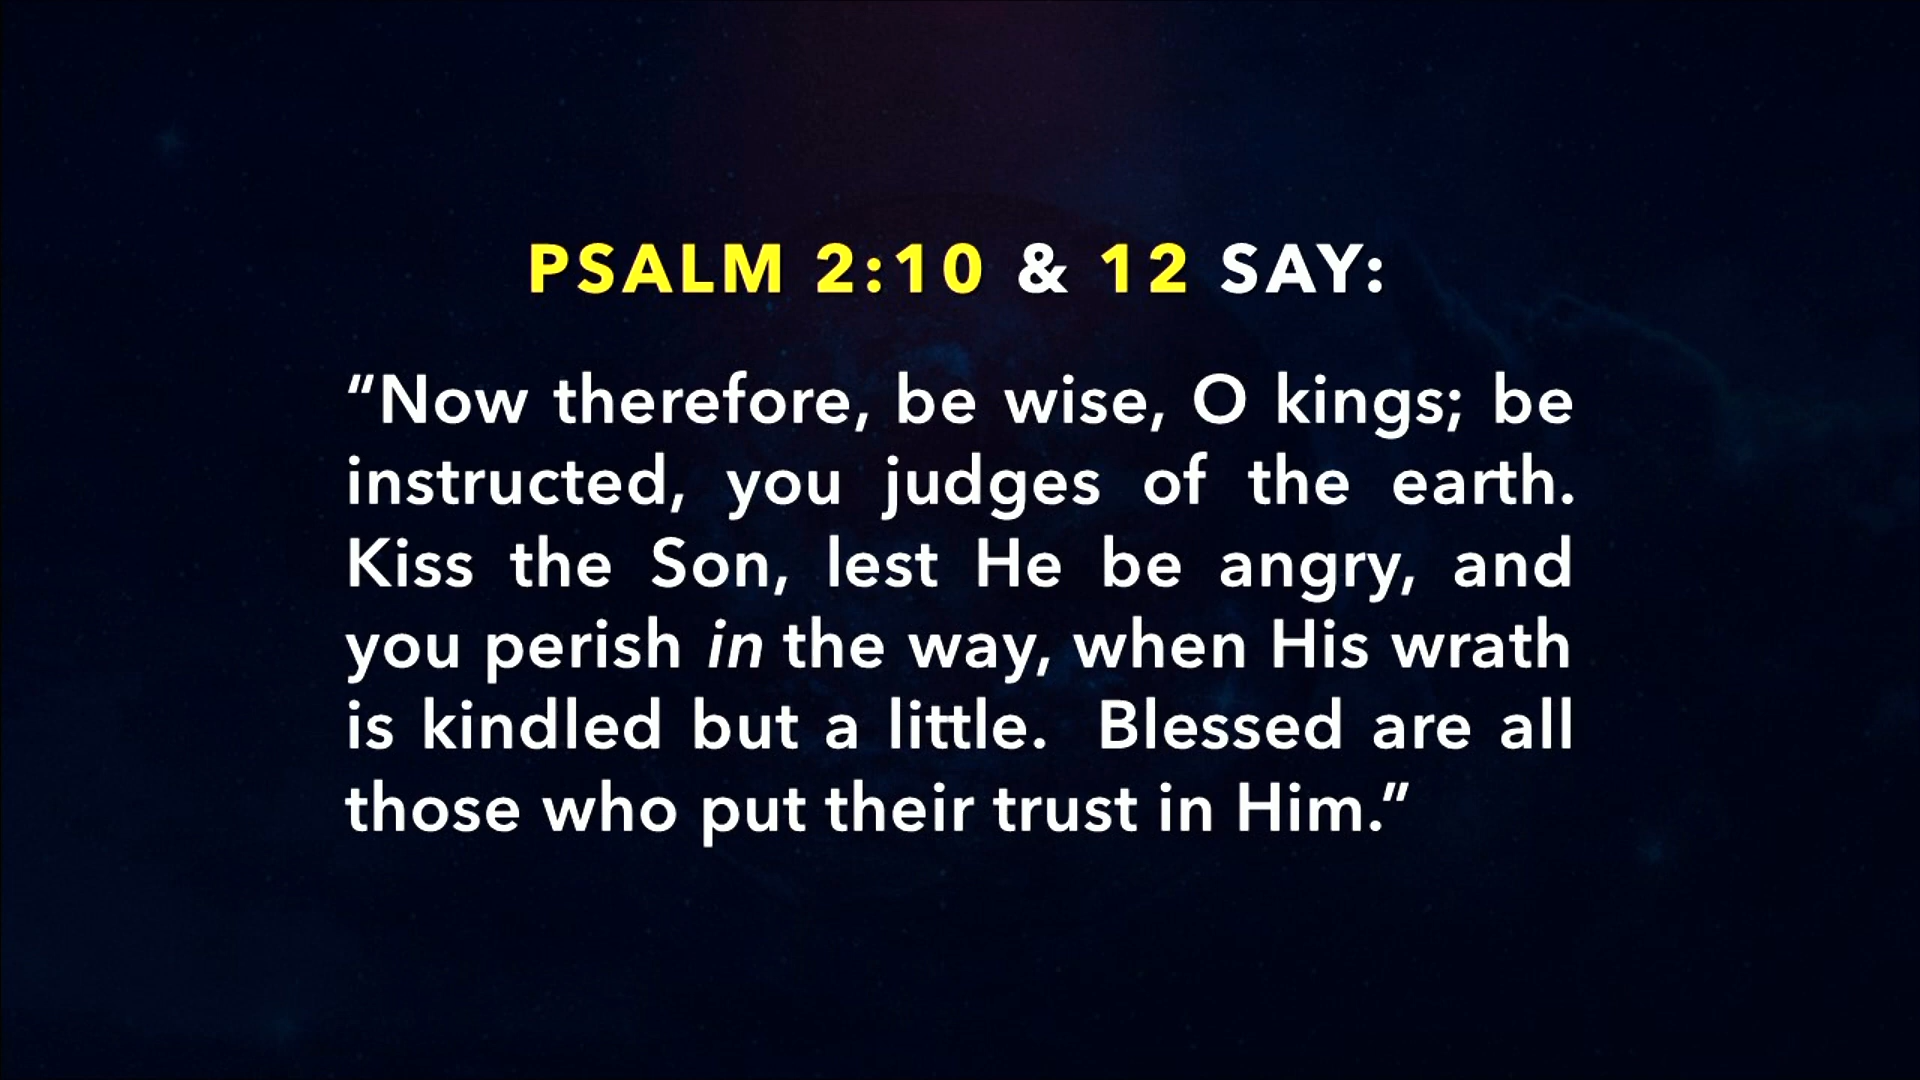 PSALM 2:10 & 12 SAY:
“Now therefore, be wise, O kings; be
instructed, you judges of the earth.
Kiss the Son, lest He be angry, and
you perish in the way, when His wrath
is kindled but a little.  Blessed are all
those who put their trust in Him.”